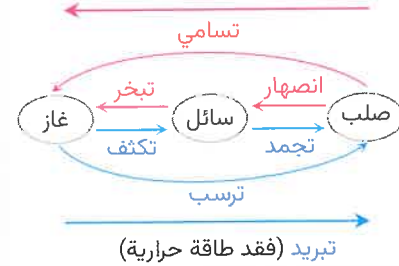 تسامي
انصهار
تبخر
صلب
سائل
غاز
تجمد
تكثف
ترسب
تبريد (فقد طاقة حرارية)